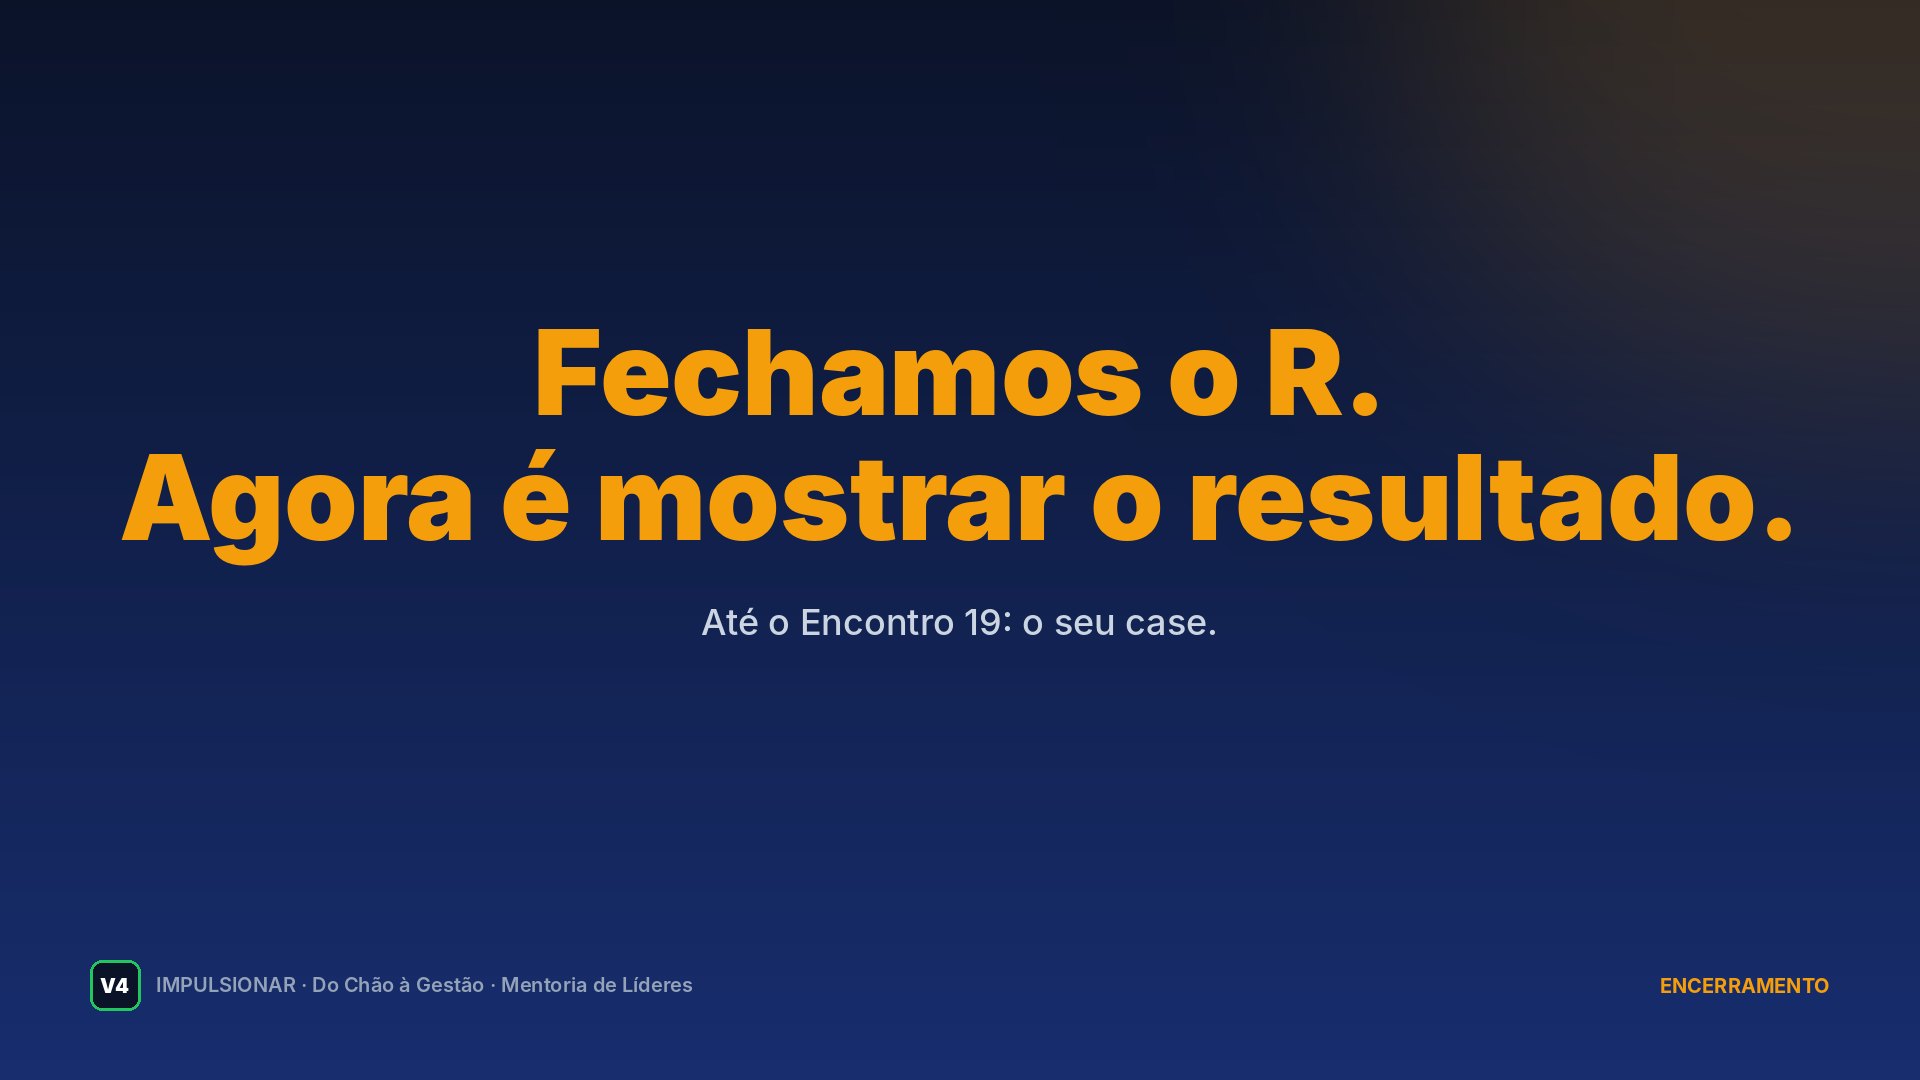 Fechamos o R.
Agora é mostrar o resultado.
Até o Encontro 19: o seu case.
V4 IMPULSIONAR · Do Chão à Gestão · Mentoria de Líderes
ENCERRAMENTO